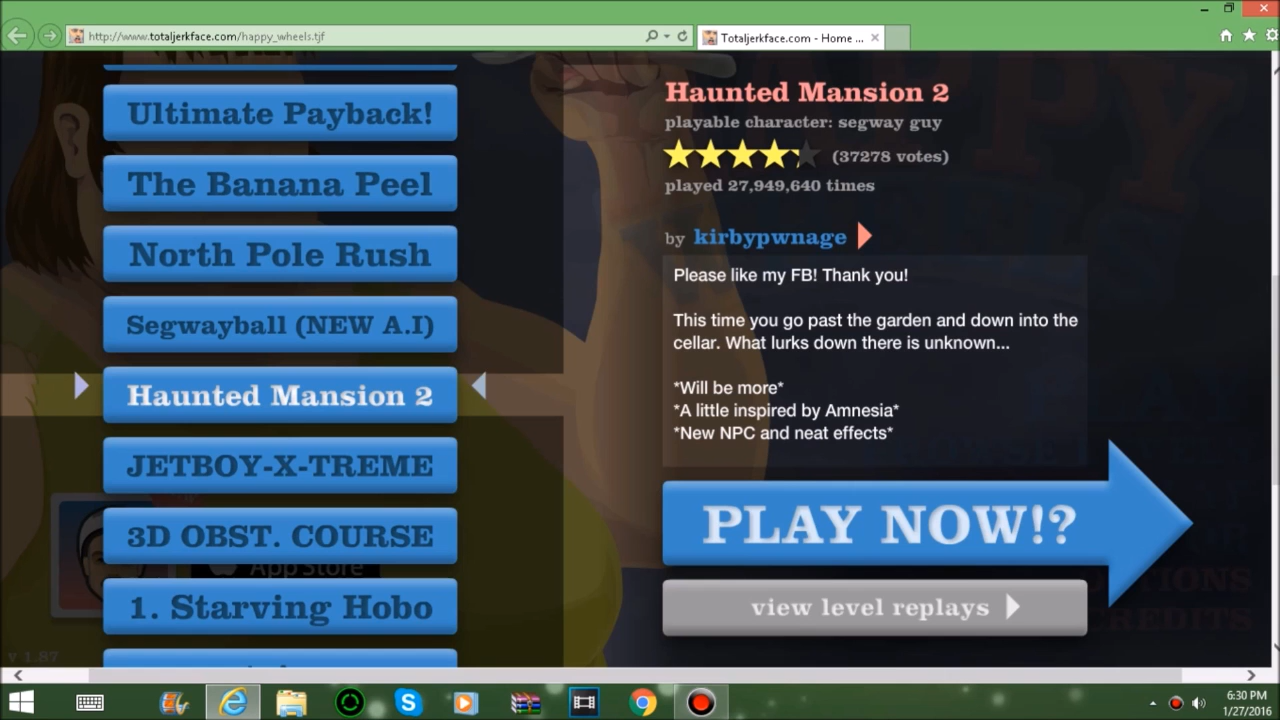 http://www.totaljerkface.com/happy_wheels.tjf
Totaljerkface.com - Home ...
Ultimate Payback!
The Banana Peel
North Pole Rush
Segwayball (NEW A.I)
Haunted Mansion 2
JETBOY-X-TREME
3D OBST. COURSE
App Store
1. Starving Hobo
v 1.87
Haunted Mansion 2
playable character: segway guy
(37278 votes)
played 27,949,640 times
by kirbypwnage
Please like my FB! Thank you!
This time you go past the garden and down into the
cellar. What lurks down there is unknown...
*Will be more*
*A little inspired by Amnesia*
*New NPC and neat effects*
PLAY NOW!?
view level replays
CREDITS
6:30 PM
1/27/2016